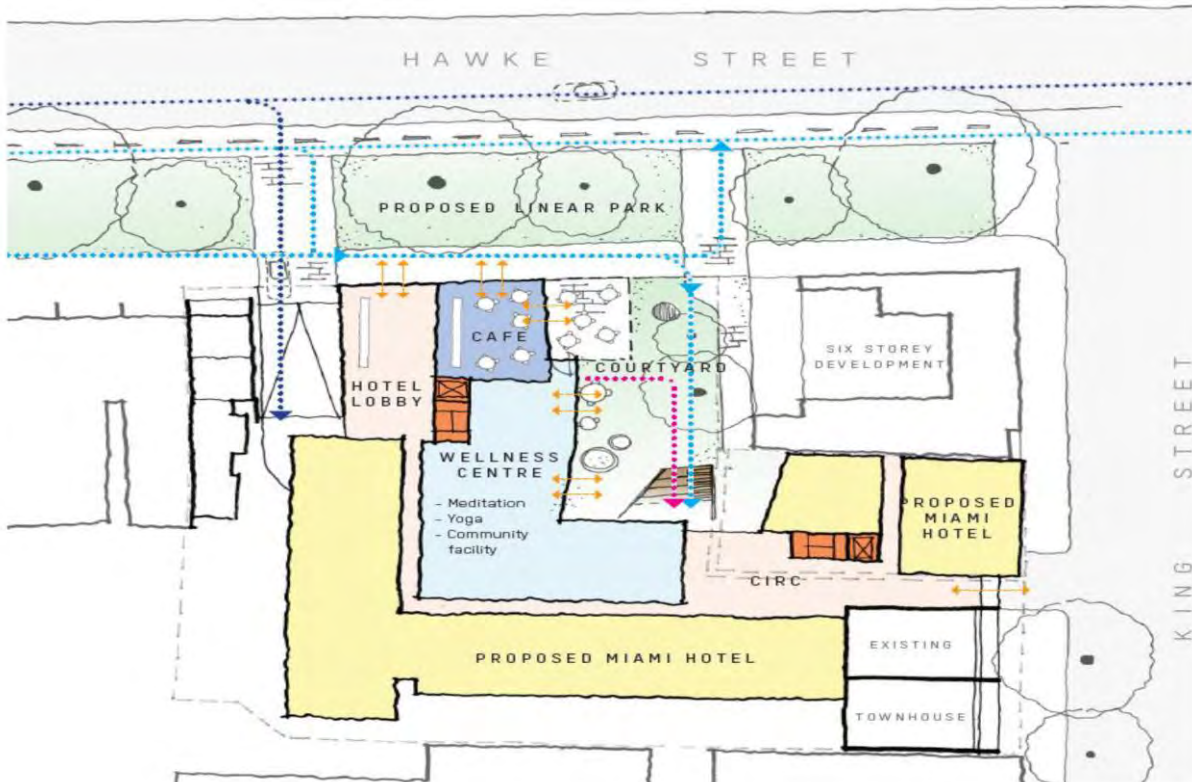 HAWKE STREET
PROPOSED LINEAR PARK
CAFE
COURTYARD
SIX STOREY
DEVELOPMENT
HOTEL
LOBBY
WELLNESS
CENTRE
- Meditation
- Yoga
- Community
facility
PROPOSED
MIAMI
HOTEL
CIRC
KING STREET
EXISTING
PROPOSED MIAMI HOTEL
TOWNHOUSE